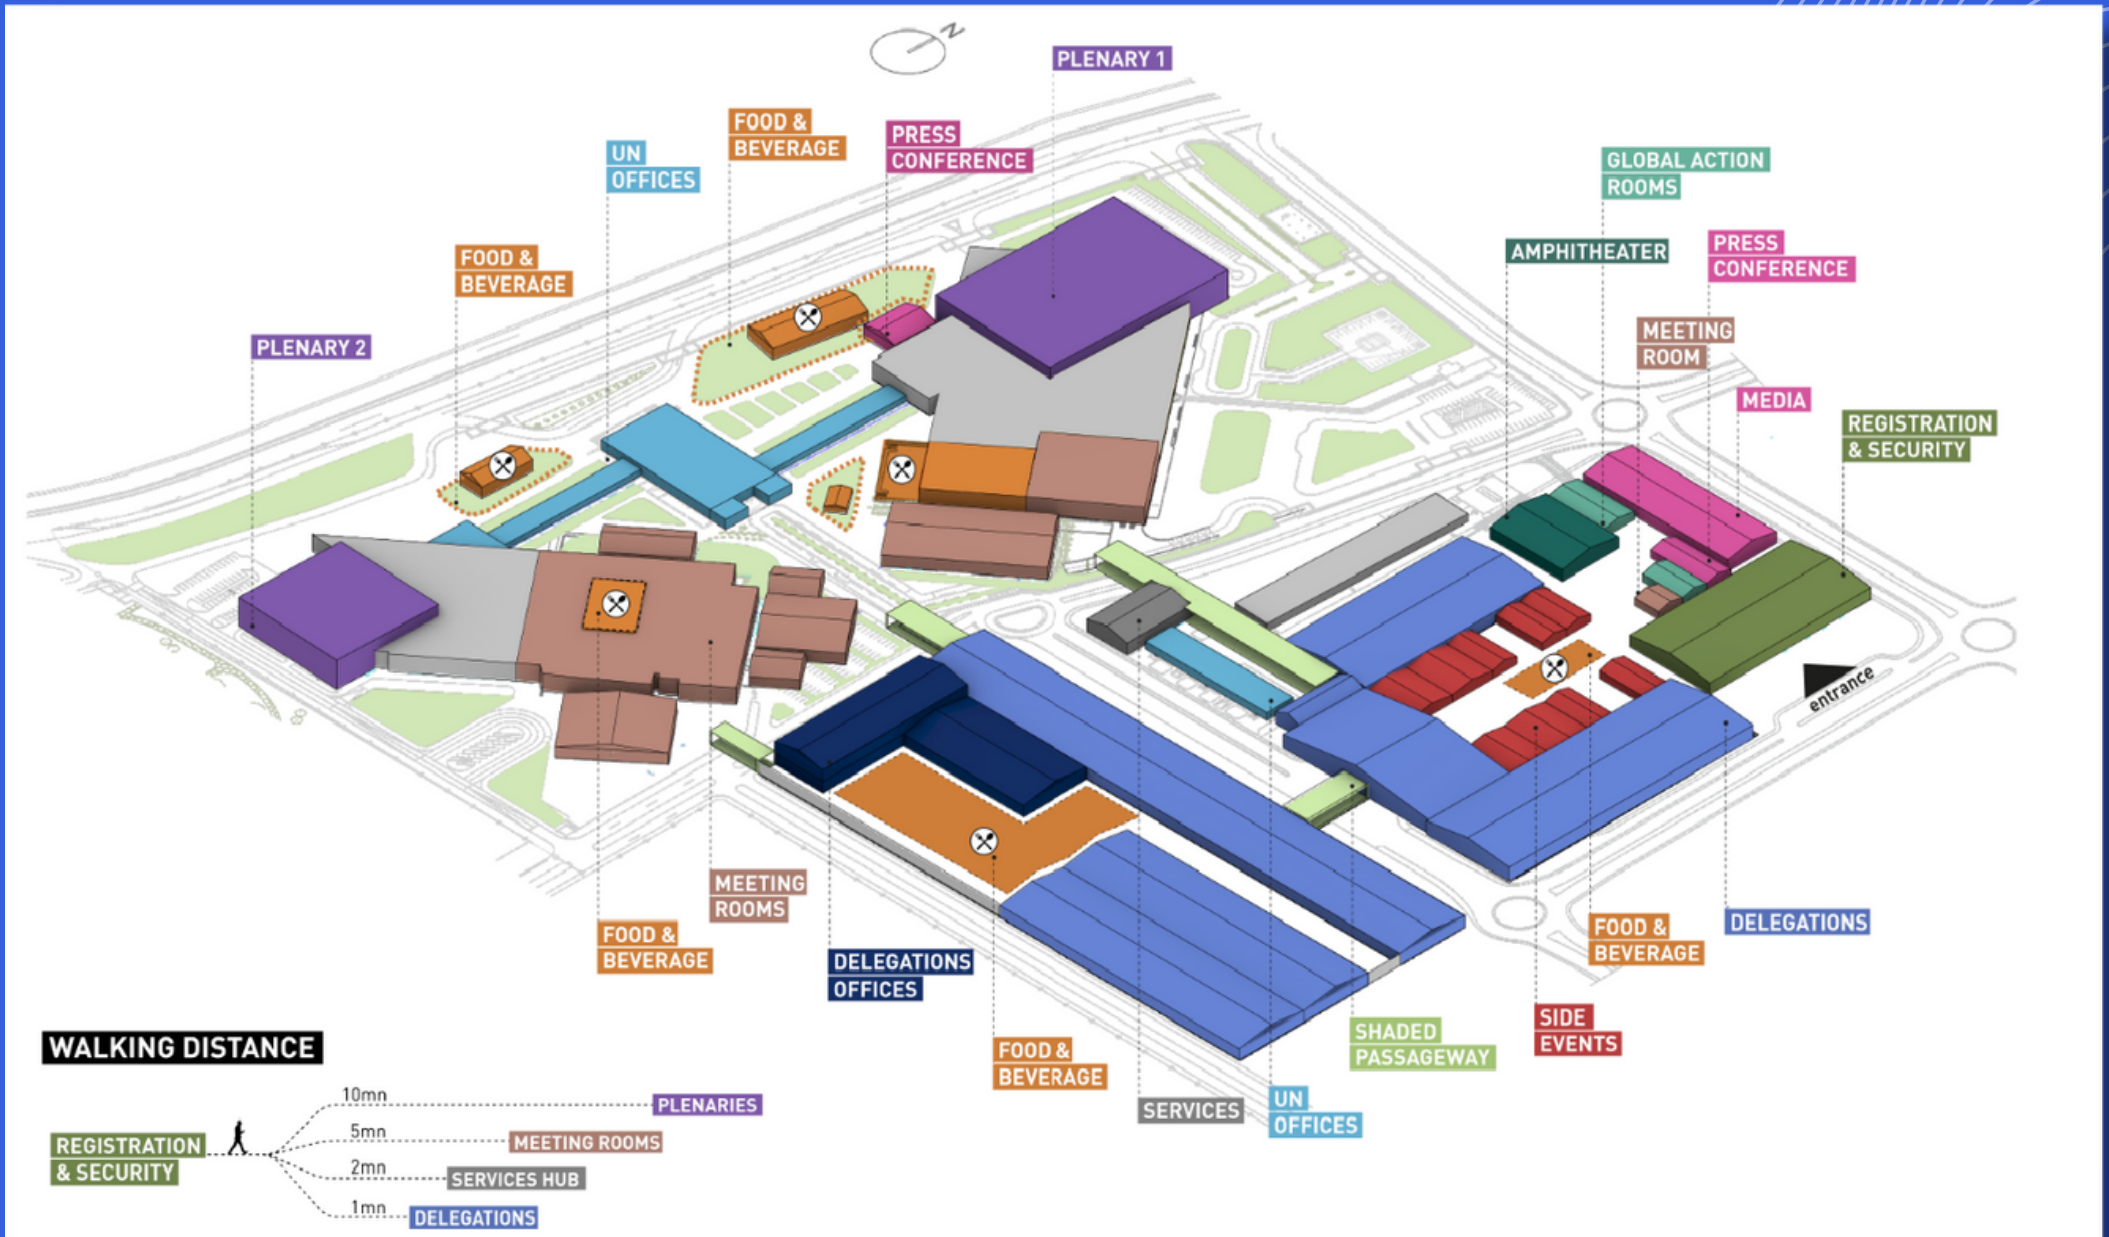 N
PLENARY 1
FOOD &
BEVERAGE
PRESS
CONFERENCE
UN
OFFICES
GLOBAL ACTION
ROOMS
AMPHITHEATER
PRESS
CONFERENCE
FOOD &
BEVERAGE
MEETING
ROOM
PLENARY 2
MEDIA
REGISTRATION
& SECURITY
entrance
MEETING
ROOMS
FOOD &
BEVERAGE
DELEGATIONS
OFFICES
FOOD &
BEVERAGE
DELEGATIONS
SIDE
EVENTS
SHADED
PASSAGEWAY
FOOD &
BEVERAGE
SERVICES
UN
OFFICES
WALKING DISTANCE
REGISTRATION
& SECURITY
10mn
PLENARIES
5mn
MEETING ROOMS
2mn
SERVICES HUB
1mn
DELEGATIONS